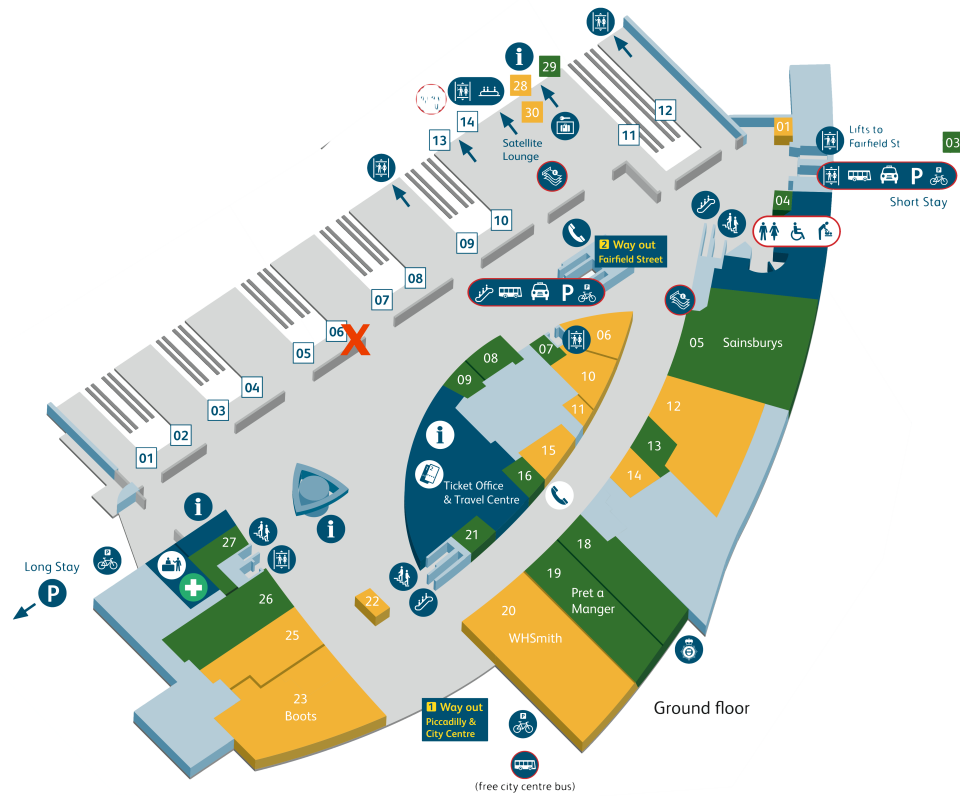 29
28
30
12
11
14
13
Satellite
Lounge
01
Lifts to
Fairfield St
03
P
Short Stay
04
10
09
2 Way out
Fairfield Street
P
08
07
06
X
05
04
03
02
01
06
07
08
09
10
11
15
16
Ticket Office
& Travel Centre
21
05 Sainsburys
12
13
14
18
19
Pret a
Manger
20
WHSmith
22
27
26
25
23
Boots
Long Stay
P
1 Way out
Piccadilly &
City Centre
(free city centre bus)
Ground floor